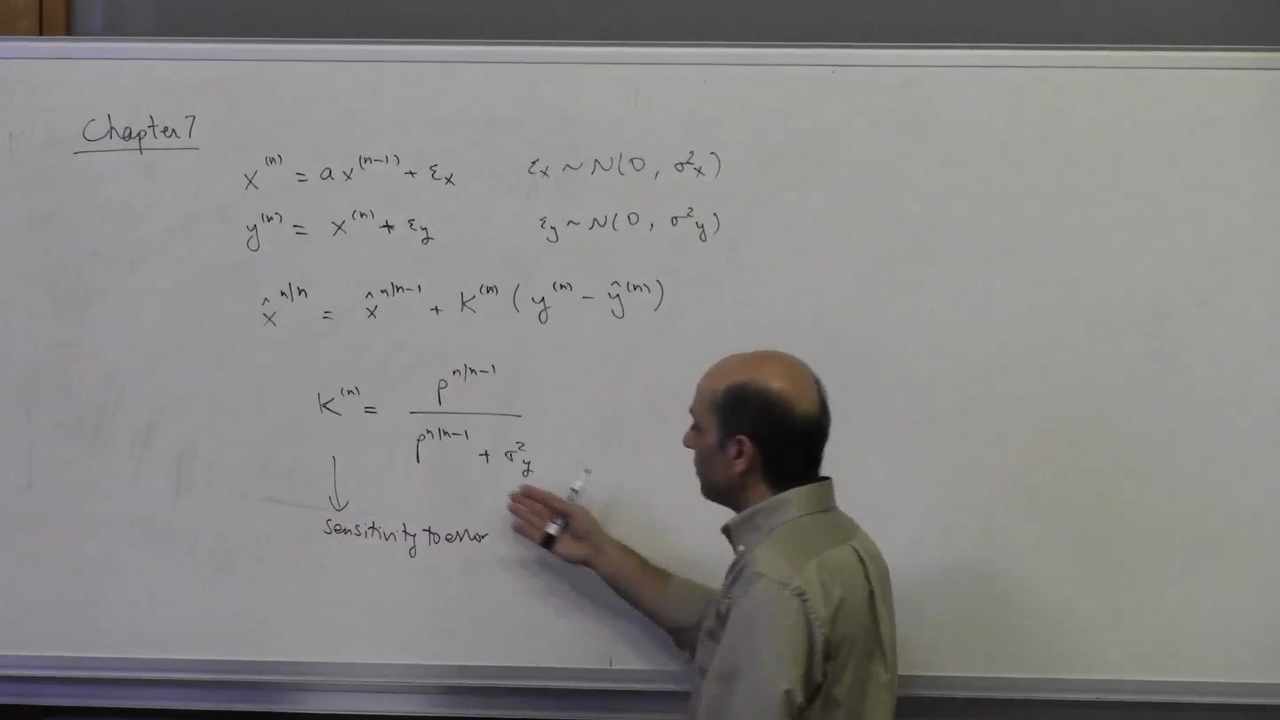 Chapter 7
x^(n) = a x^(n-1) + ε_x    ε_x ~ N(0, σ²_x)
y^(n) = x^(n) + ε_y    ε_y ~ N(0, σ²_y)
x̂^n|n = x̂^n|n-1 + K^(n) (y^(n) - ŷ^(n))
K^(n) = p^n|n-1 / (p^n|n-1 + σ²_y)
↓
sensitivity to error